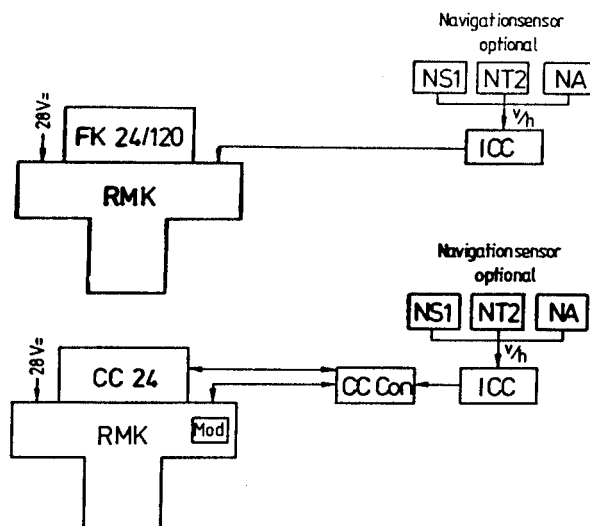 Navigationsensor
optional
NS1 NT2 NA
v/h
28V=
FK 24/120
ICC
RMK
Navigationsensor
optional
NS1 NT2 NA
v/h
28V=
CC 24
CC Con
ICC
RMK
Mod